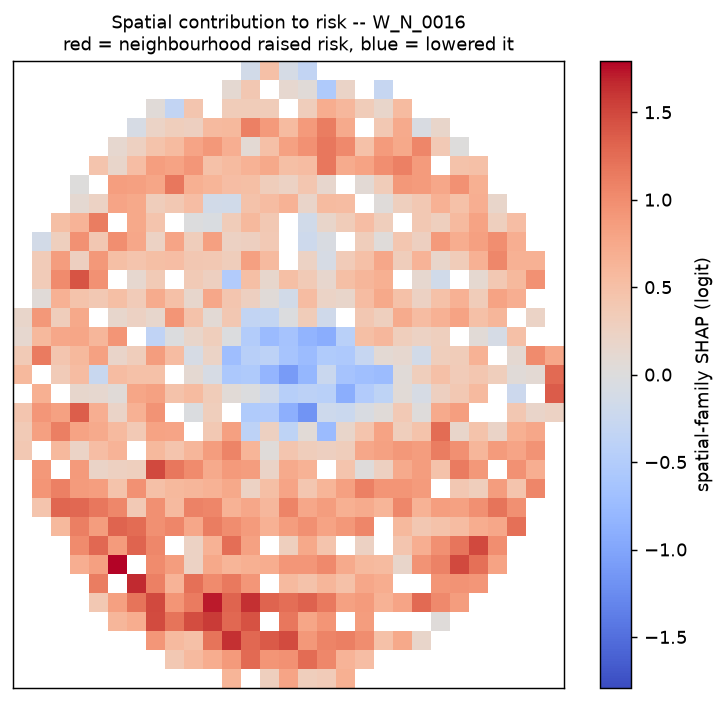 Spatial contribution to risk -- W_N_0016
red = neighbourhood raised risk, blue = lowered it
1.5
1.0
0.5
0.0
−0.5
−1.0
−1.5
spatial-family SHAP (logit)